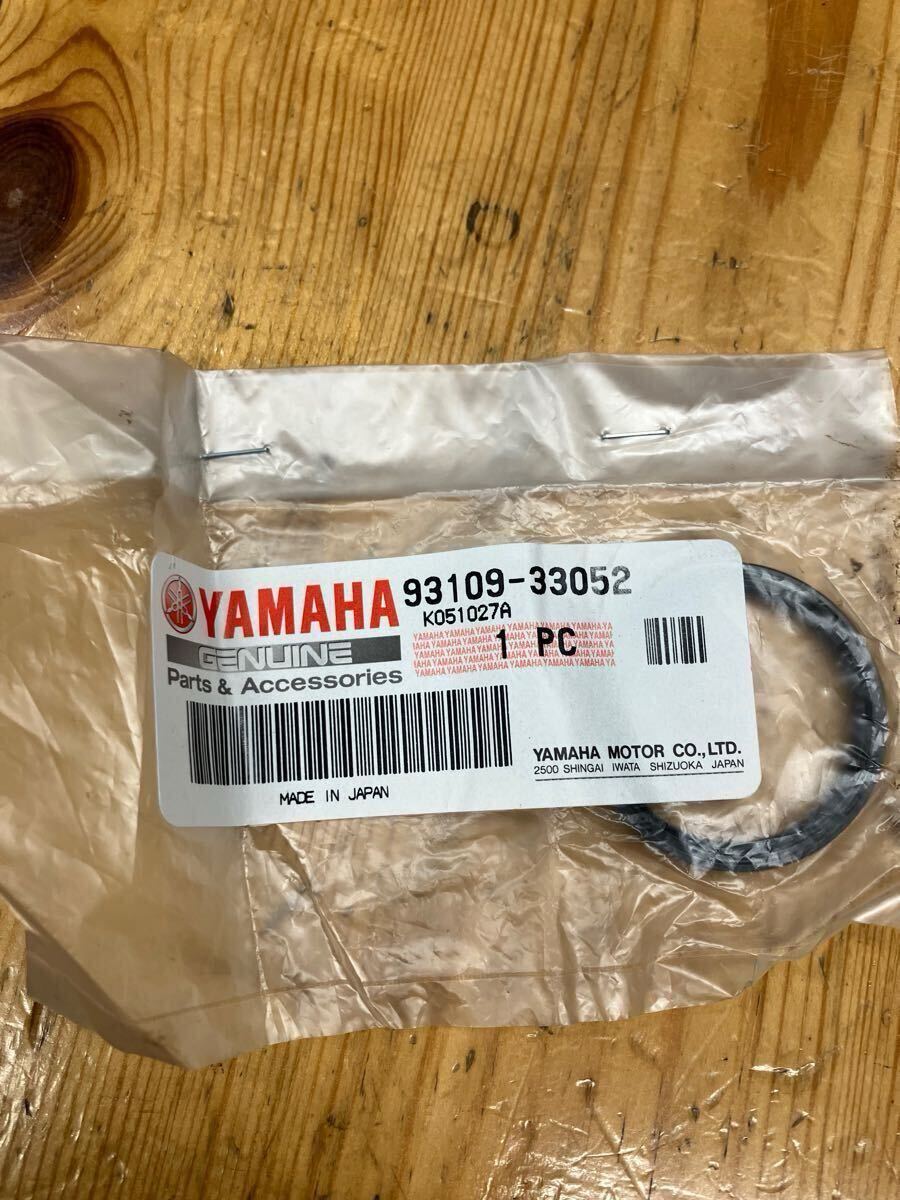 YAMAHA 93109-33052
K051027A
GENUINE
Parts & Accessories
YAMAHAYAMAHAYAMAHAYAMAHAYAMAHAYA
1 PC
MADE IN JAPAN
YAMAHA MOTOR CO.,LTD.
2500 SHINGAI IWATA SHIZUOKA JAPAN